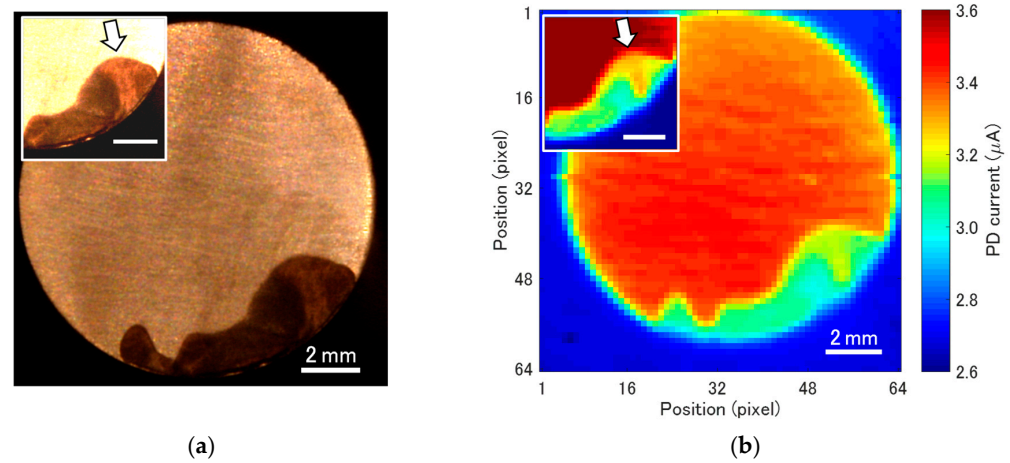 2 mm
(a)
1
16
32
48
64
Position (pixel)
2 mm
1
16
32
48
64
Position (pixel)
3.6
3.4
3.2
3.0
2.8
2.6
PD current (μA)
(b)